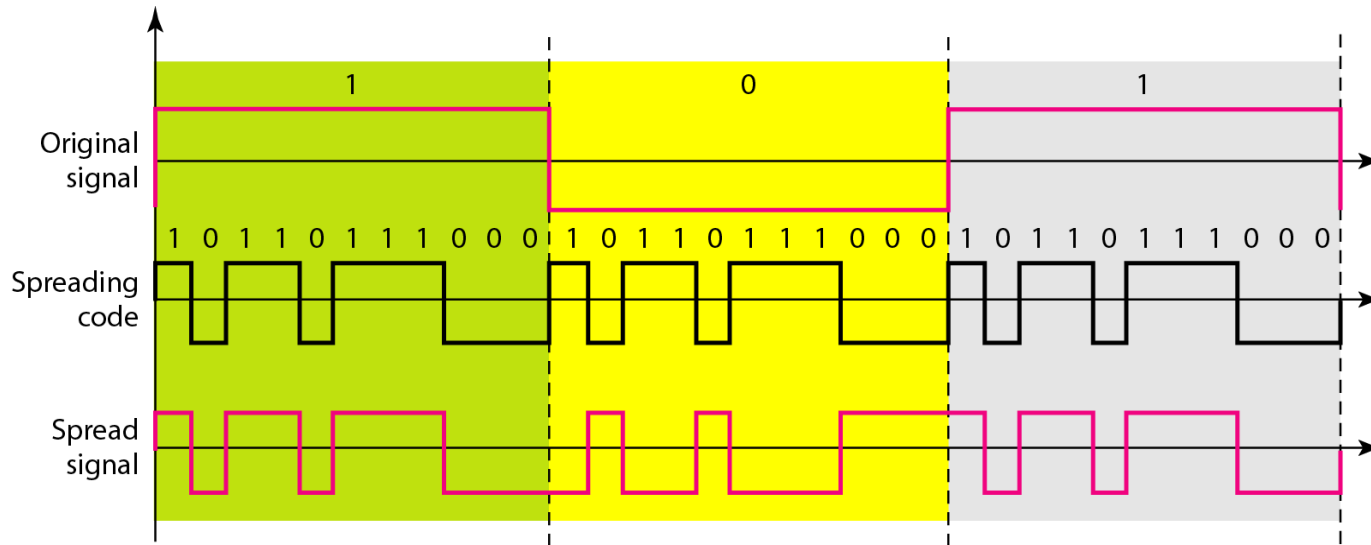 1 0 1
Original
signal
1 0 1 1 0 1 1 1 0 0 0 1 0 1 1 0 1 1 1 0 0 0 1 0 1 1 0 1 1 1 0 0 0
Spreading
code
Spread
signal